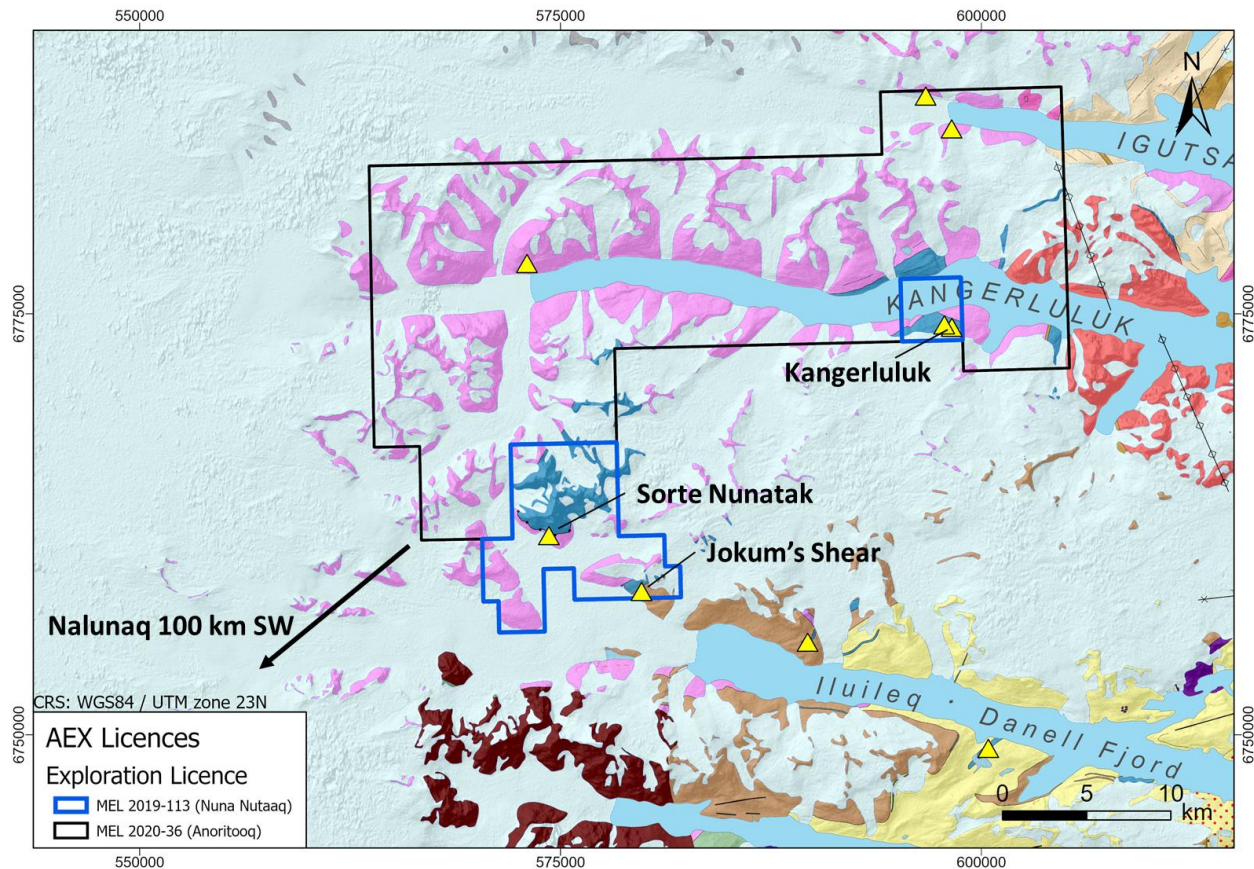 550000
575000
600000
N
IGUTSA
6775000
KANGERLULUK
6775000
Kangerluluk
Sorte Nunatak
Jokum's Shear
Nalunaq 100 km SW
Iluileq · Danell Fjord
CRS: WGS84 / UTM zone 23N
6750000
6750000
AEX Licences
Exploration Licence
MEL 2019-113 (Nuna Nutaaq)
MEL 2020-36 (Anoritooq)
0 5 10
km
550000
575000
600000